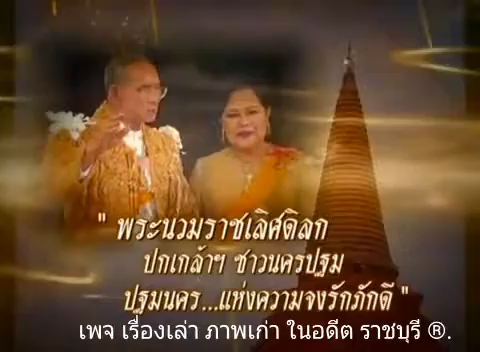 " พระนวมราชเลิศดิลก
ปกเกล้าฯ ชาวนครปฐม
ปฐมนคร...แห่งความจงรักภักดี "
เพจ เรื่องเล่า ภาพเก่า ในอดีต ราชบุรี ®.